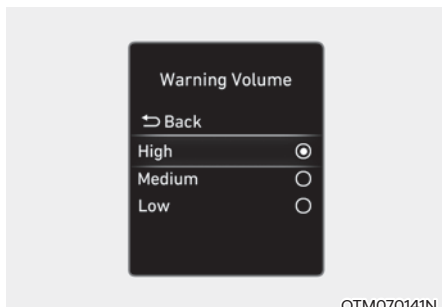 Warning Volume
Back
High
Medium
Low
OTM070141N